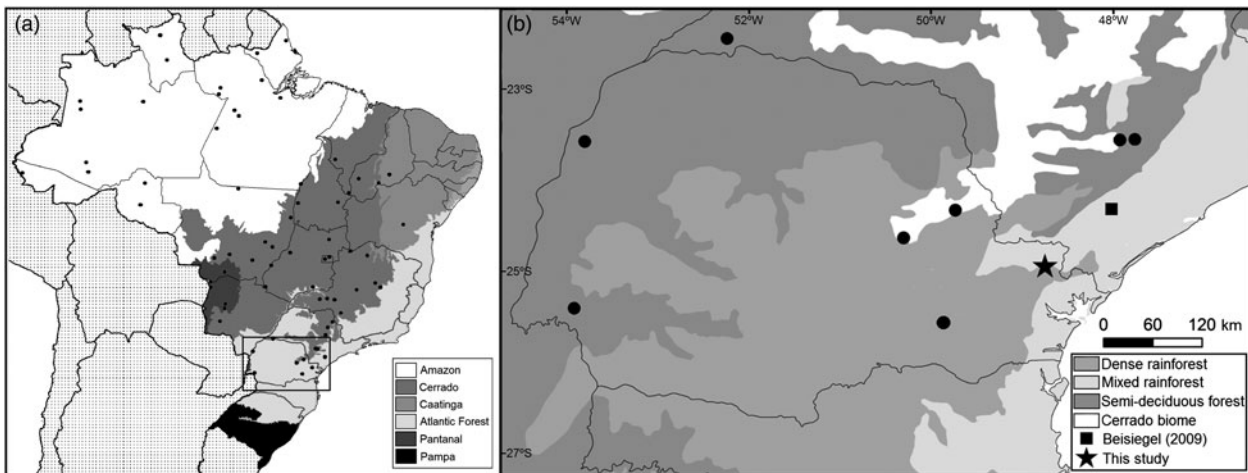 (a)
Amazon
Cerrado
Caatinga
Atlantic Forest
Pantanal
Pampa
(b)
54°W
52°W
50°W
48°W
23°S
25°S
27°S
0 60 120 km
Dense rainforest
Mixed rainforest
Semi-deciduous forest
Cerrado biome
Beisiegel (2009)
This study